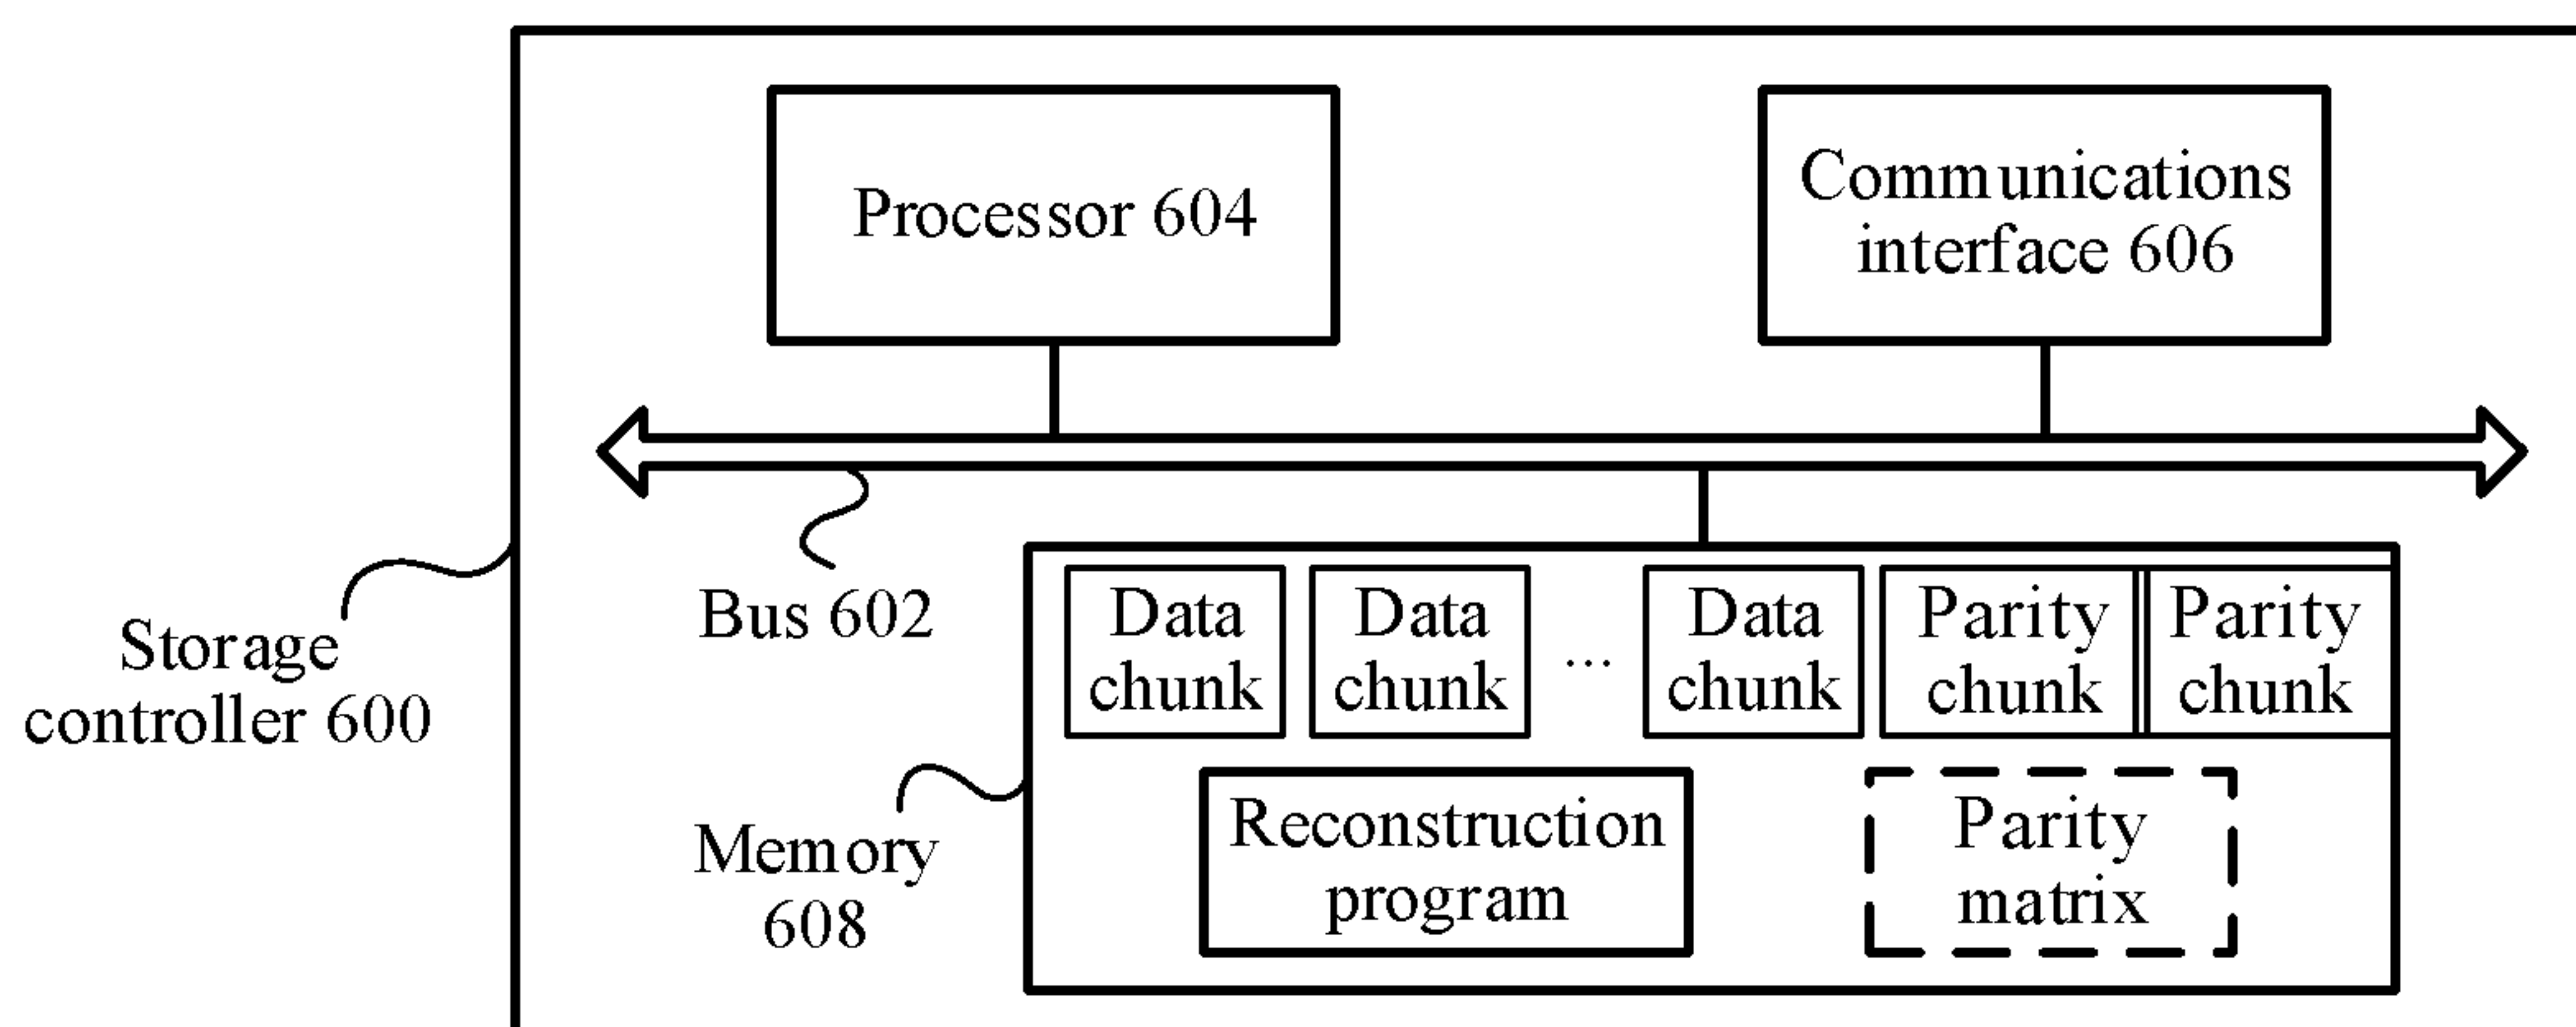 Processor 604
Communications
interface 606
Bus 602
Storage
controller 600
Data
chunk
Data
chunk
...
Data
chunk
Parity
chunk
Parity
chunk
Memory
608
Reconstruction
program
Parity
matrix